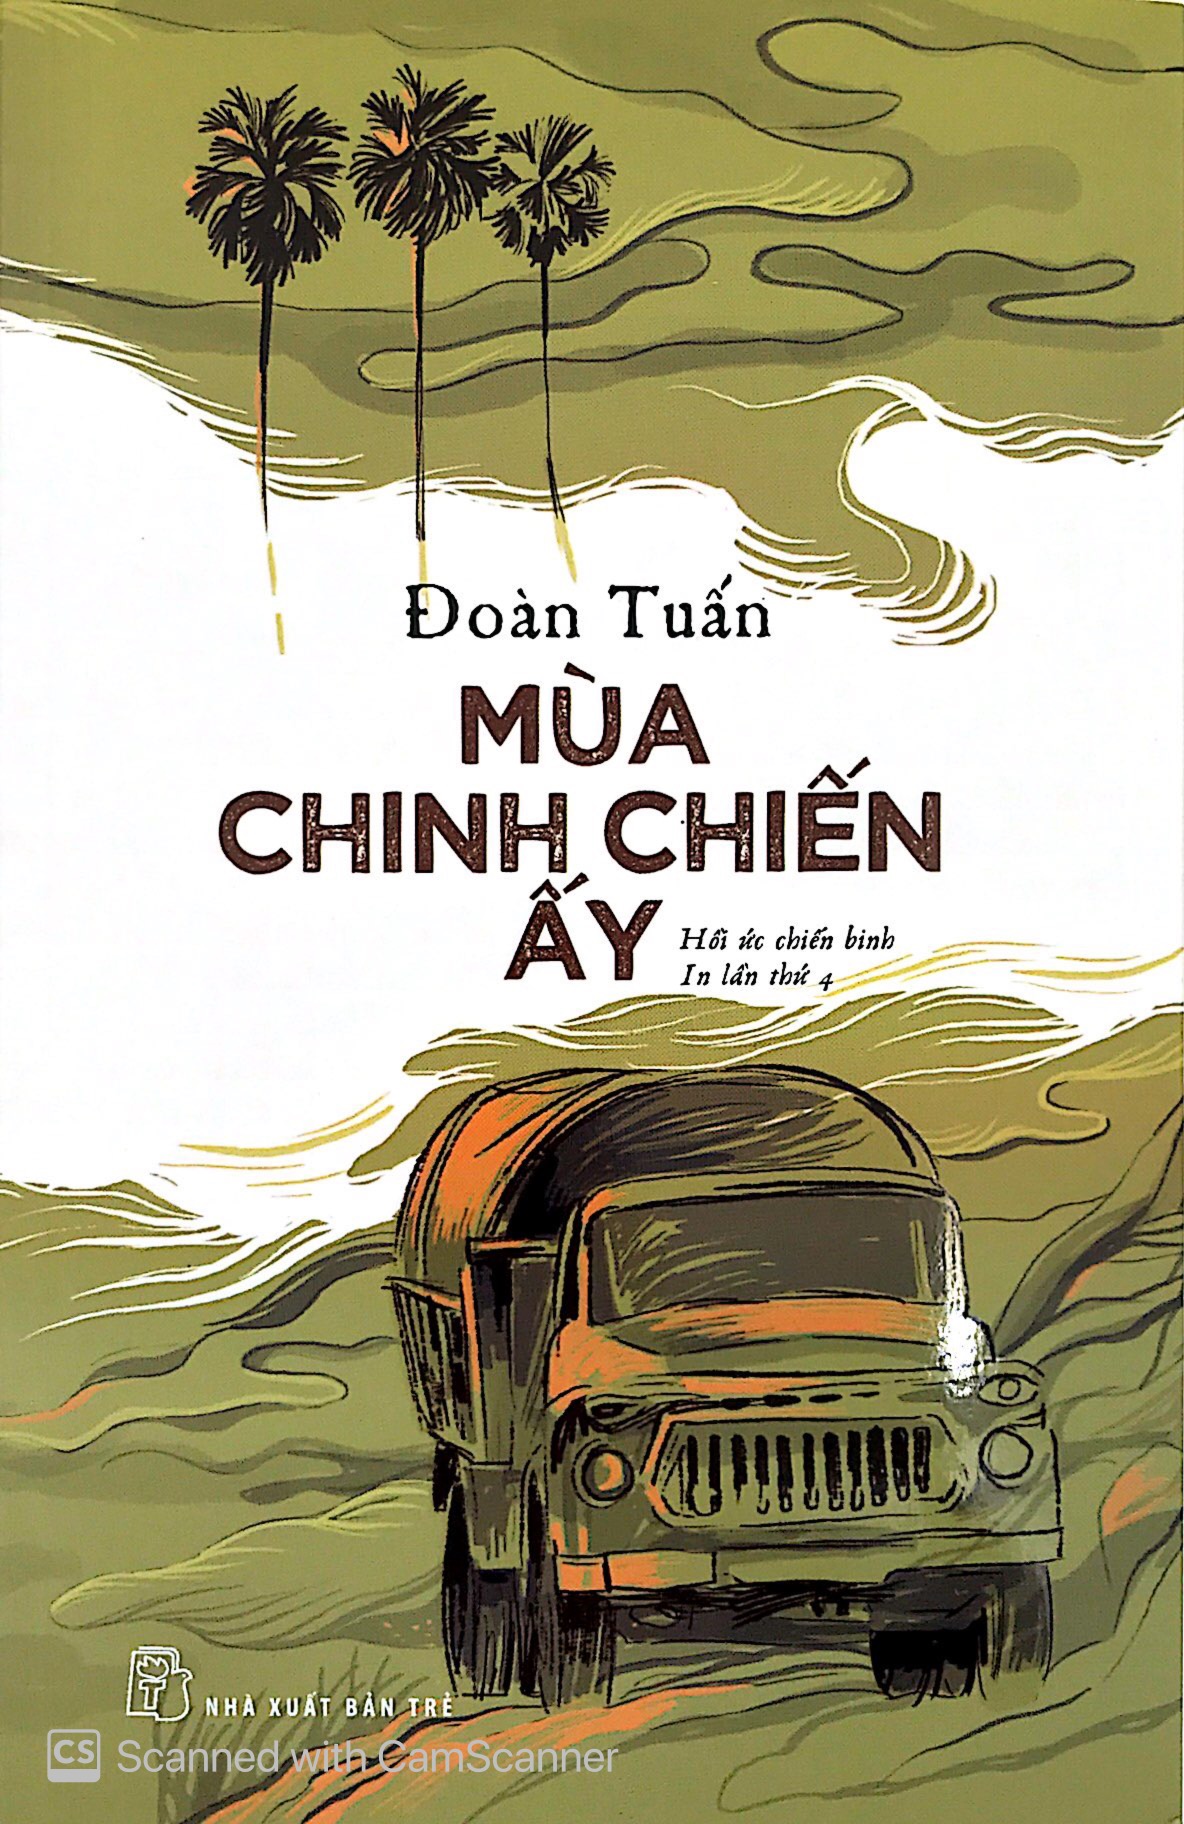 Đoàn Tuấn
MÙA
CHINH CHIẾN
ẤY
Hồi ức chiến binh
In lần thứ 4
T
NHÀ XUẤT BẢN TRẺ
CS Scanned with CamScanner